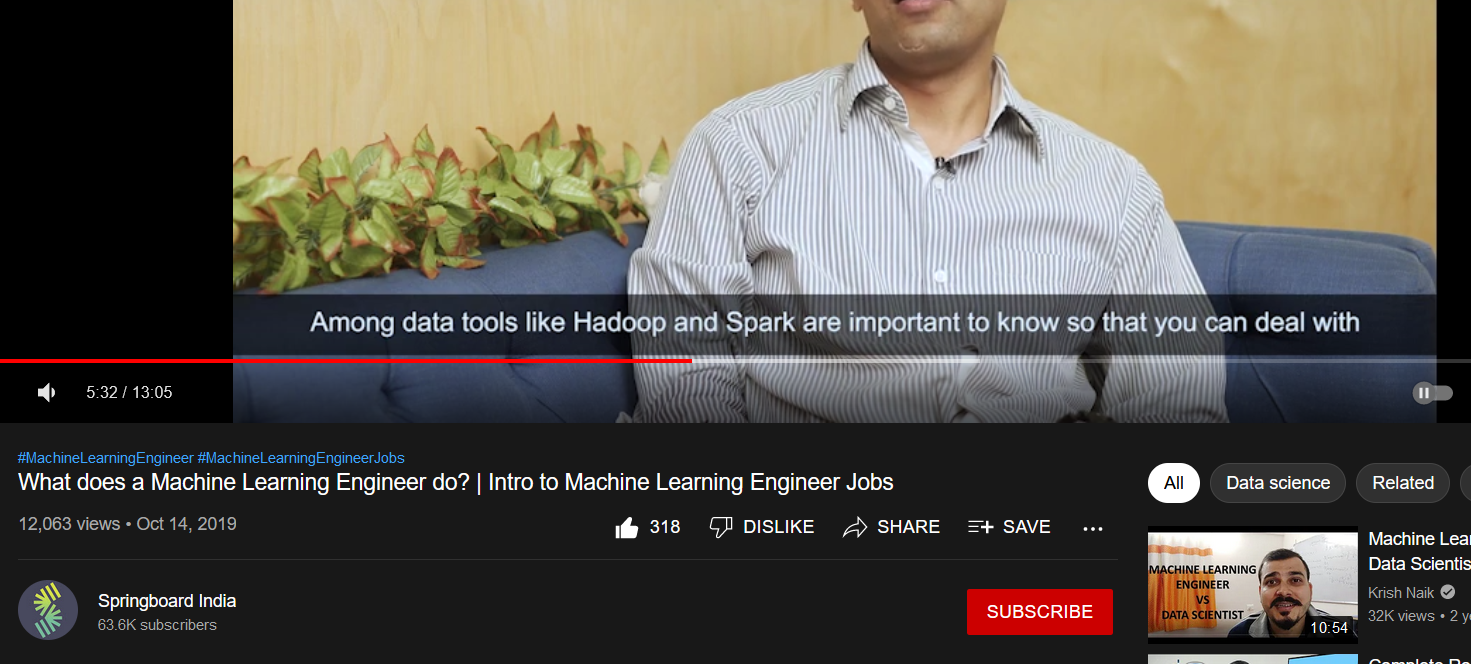 Among data tools like Hadoop and Spark are important to know so that you can deal with
5:32 / 13:05
#MachineLearningEngineer #MachineLearningEngineerJobs
What does a Machine Learning Engineer do? | Intro to Machine Learning Engineer Jobs
12,063 views • Oct 14, 2019
318 DISLIKE SHARE SAVE
Springboard India
63.6K subscribers
SUBSCRIBE
All Data science Related
MACHINE LEARNING
ENGINEER
VS
DATA SCIENTIST
10:54
Machine Lea
Data Scientis
Krish Naik
32K views • 2 y